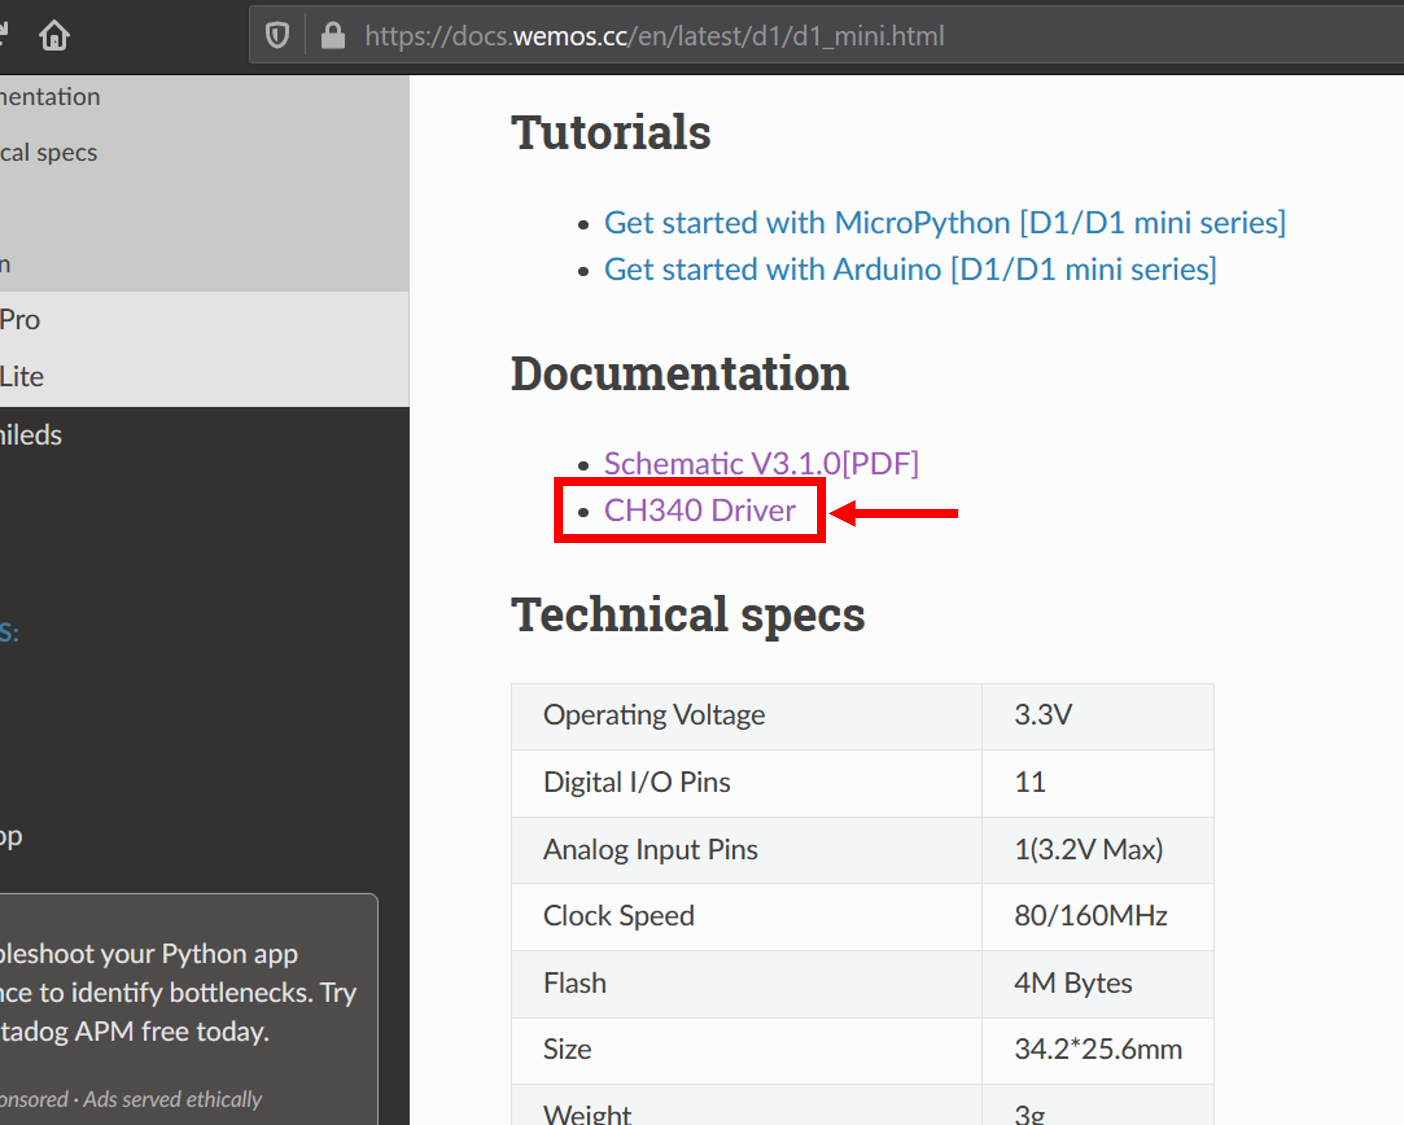 https://docs.wemos.cc/en/latest/d1/d1_mini.html
mentation
cal specs
n
Pro
Lite
nileds
S:
pp
bleshoot your Python app
nce to identify bottlenecks. Try
tadog APM free today.
onsored · Ads served ethically
Tutorials
Get started with MicroPython [D1/D1 mini series]
Get started with Arduino [D1/D1 mini series]
Documentation
Schematic V3.1.0[PDF]
CH340 Driver
Technical specs
Operating Voltage 3.3V
Digital I/O Pins 11
Analog Input Pins 1(3.2V Max)
Clock Speed 80/160MHz
Flash 4M Bytes
Size 34.2*25.6mm
Weight 3g